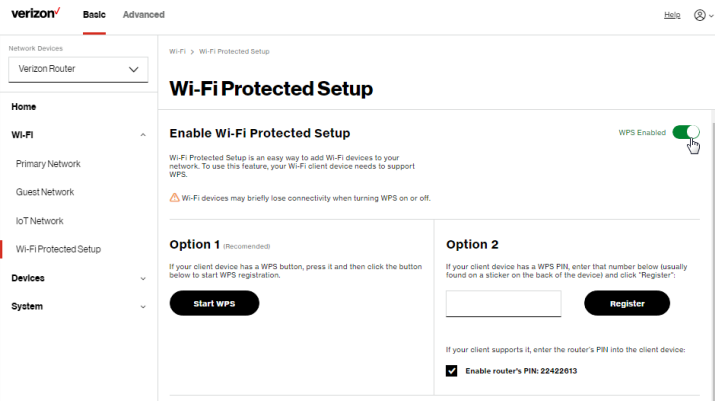 verizon
Basic
Advanced
Help
Network Devices
Verizon Router
Home
Wi-Fi
Primary Network
Guest Network
IoT Network
Wi-Fi Protected Setup
Devices
System
Wi-Fi > Wi-Fi Protected Setup
Wi-Fi Protected Setup
Enable Wi-Fi Protected Setup
WPS Enabled
Wi-Fi Protected Setup is an easy way to add Wi-Fi devices to your
network. To use this feature, your Wi-Fi client device needs to support
WPS.
Wi-Fi devices may briefly lose connectivity when turning WPS on or off.
Option 1 (Recomended)
If your client device has a WPS button, press it and then click the button
below to start WPS registration.
Start WPS
Option 2
If your client device has a WPS PIN, enter that number below (usually
found on a sticker on the back of the device) and click "Register":
Register
If your client supports it, enter the router's PIN into the client device:
Enable router's PIN: 22422613